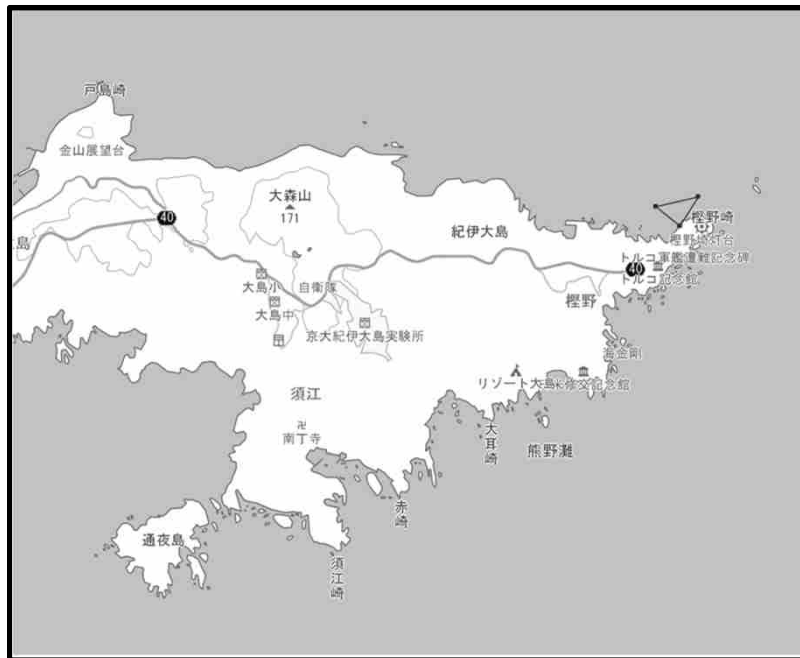 戸島崎
金山展望台
大森山
171
40
島
紀伊大島
樫野崎
樫野埼灯台
トルコ軍艦遭難記念碑
40
トルコ記念館
樫野
大島小
自衛隊
大島中
京大紀伊大島実験所
海金剛
リゾート大島
修交記念館
須江
卍
南丁寺
大耳崎
熊野灘
赤崎
通夜島
須江崎